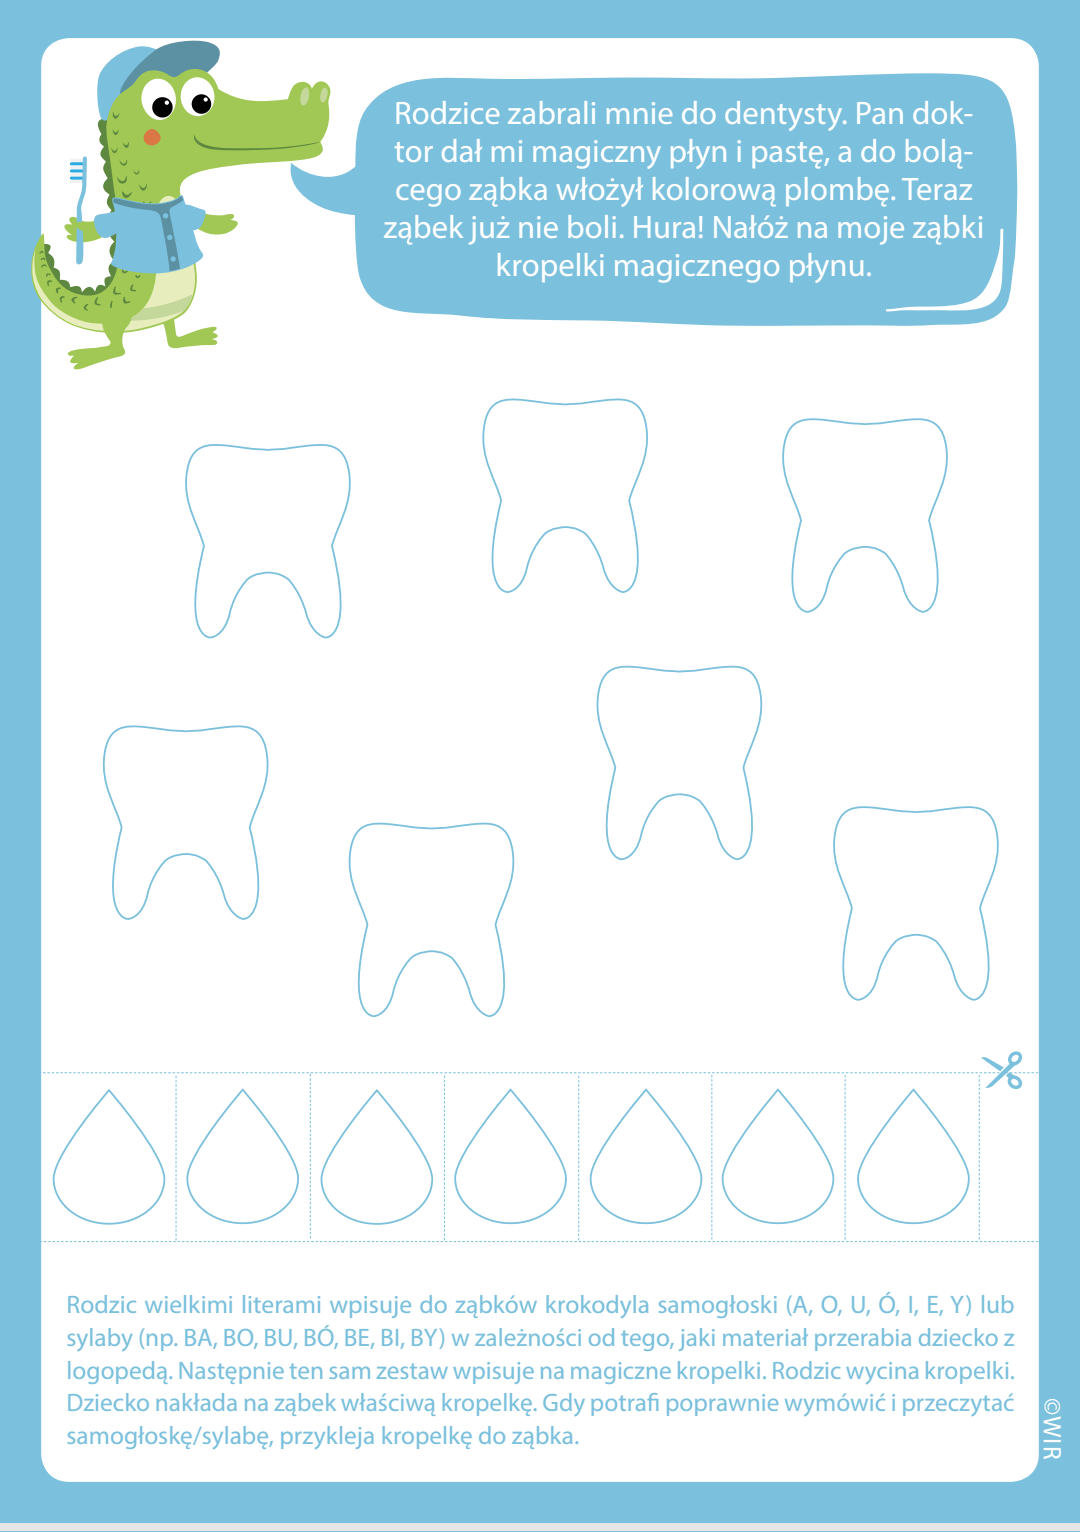 Rodzice zabrali mnie do dentysty. Pan dok-
tor dał mi magiczny płyn i pastę, a do bolą-
cego ząbka włożył kolorową plombę. Teraz
ząbek już nie boli. Hura! Nałóż na moje ząbki
kropelki magicznego płynu.
Rodzic wielkimi literami wpisuje do ząbków krokodyla samogłoski (A, O, U, Ó, I, E, Y) lub
sylaby (np. BA, BO, BU, BÓ, BE, BI, BY) w zależności od tego, jaki materiał przerabia dziecko z
logopedą. Następnie ten sam zestaw wpisuje na magiczne kropelki. Rodzic wycina kropelki.
Dziecko nakłada na ząbek właściwą kropelkę. Gdy potrafi poprawnie wymówić i przeczytać
samogłoskę/sylabę, przykleja kropelkę do ząbka.
©WIR